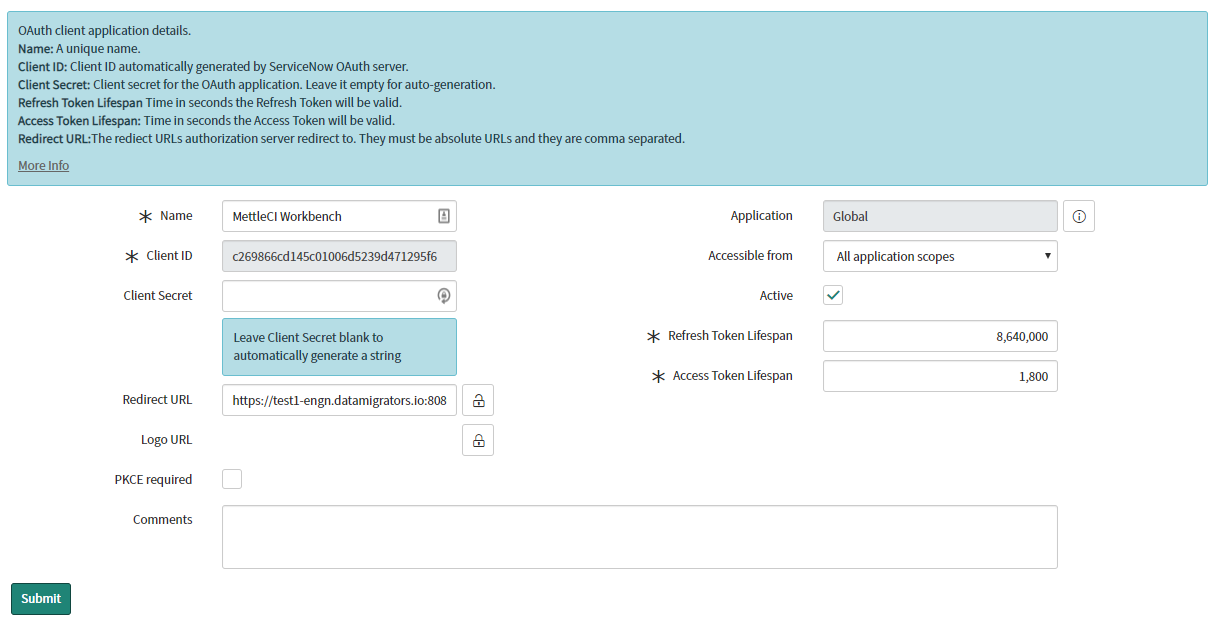 OAuth client application details.
Name: A unique name.
Client ID: Client ID automatically generated by ServiceNow OAuth server.
Client Secret: Client secret for the OAuth application. Leave it empty for auto-generation.
Refresh Token Lifespan Time in seconds the Refresh Token will be valid.
Access Token Lifespan: Time in seconds the Access Token will be valid.
Redirect URL:The rediect URLs authorization server redirect to. They must be absolute URLs and they are comma separated.
More Info
Name
MettleCI Workbench
Application
Global
Client ID
c269866cd145c01006d5239d471295f6
Accessible from
All application scopes
Client Secret
Active
Leave Client Secret blank to
automatically generate a string
Refresh Token Lifespan
8,640,000
Access Token Lifespan
1,800
Redirect URL
https://test1-engn.datamigrators.io:808
Logo URL
PKCE required
Comments
Submit